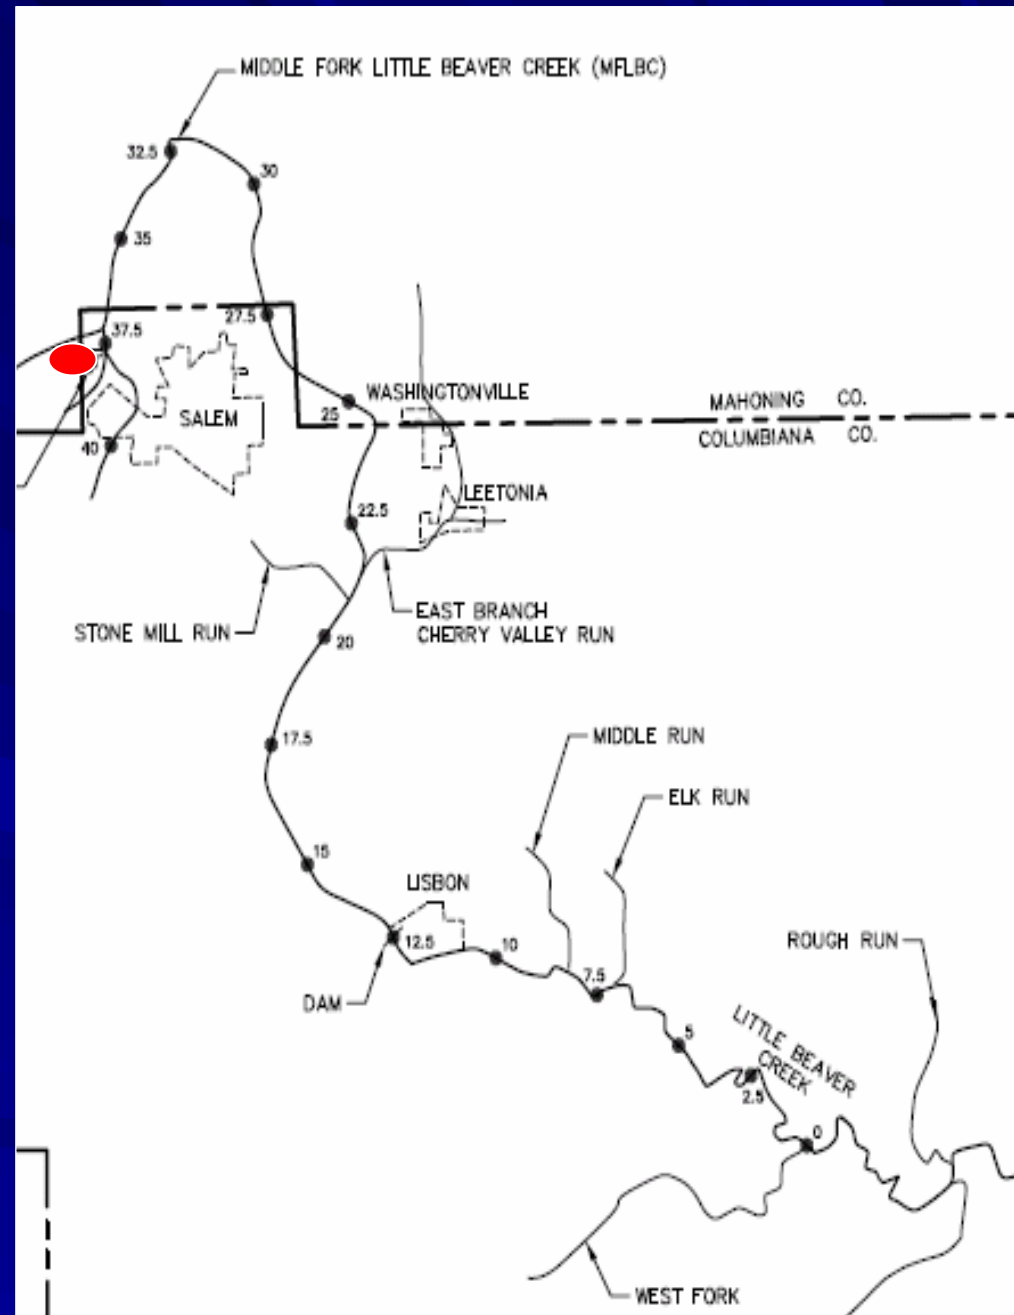 MIDDLE FORK LITTLE BEAVER CREEK (MFLBC)
32.5
30
35
27.5
37.5
WASHINGTONVILLE
MAHONING CO.
25
SALEM
COLUMBIANA CO.
40
LEETONIA
22.5
EAST BRANCH
CHERRY VALLEY RUN
STONE MILL RUN
20
17.5
MIDDLE RUN
ELK RUN
15
LISBON
12.5
10
ROUGH RUN
7.5
DAM
LITTLE BEAVER
CREEK
5
2.5
0
WEST FORK